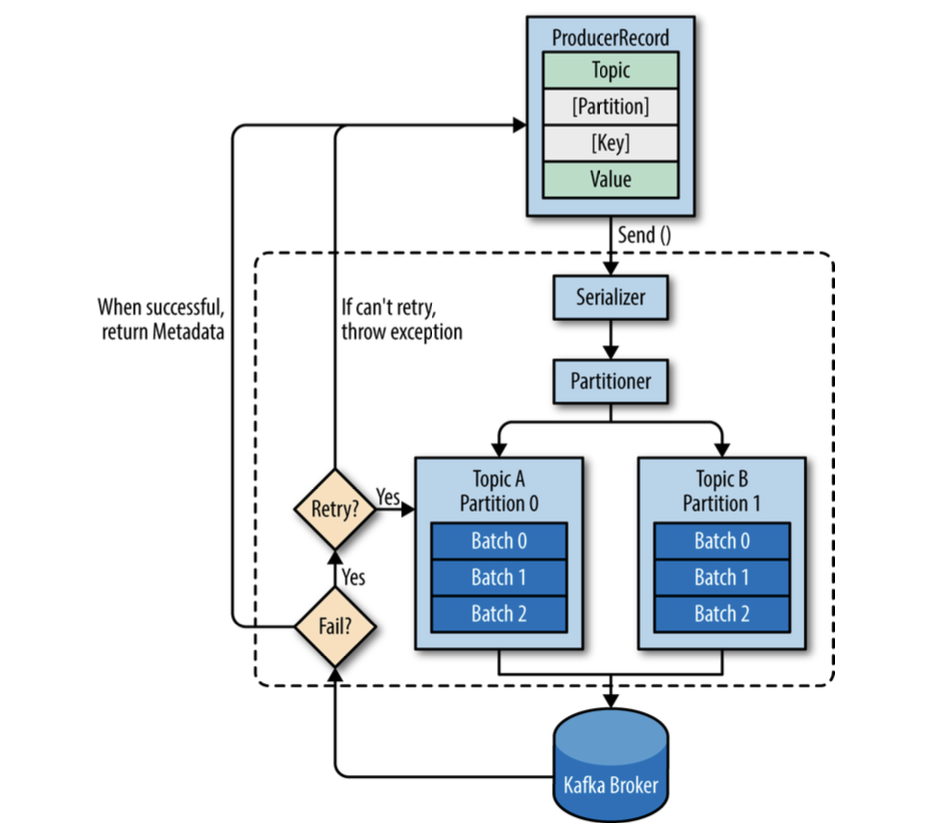 ProducerRecord
Topic
[Partition]
[Key]
Value
Send ()
Serializer
When successful,
return Metadata
If can't retry,
throw exception
Partitioner
Topic A
Partition 0
Batch 0
Batch 1
Batch 2
Topic B
Partition 1
Batch 0
Batch 1
Batch 2
Retry?
Yes
Yes
Fail?
Kafka Broker